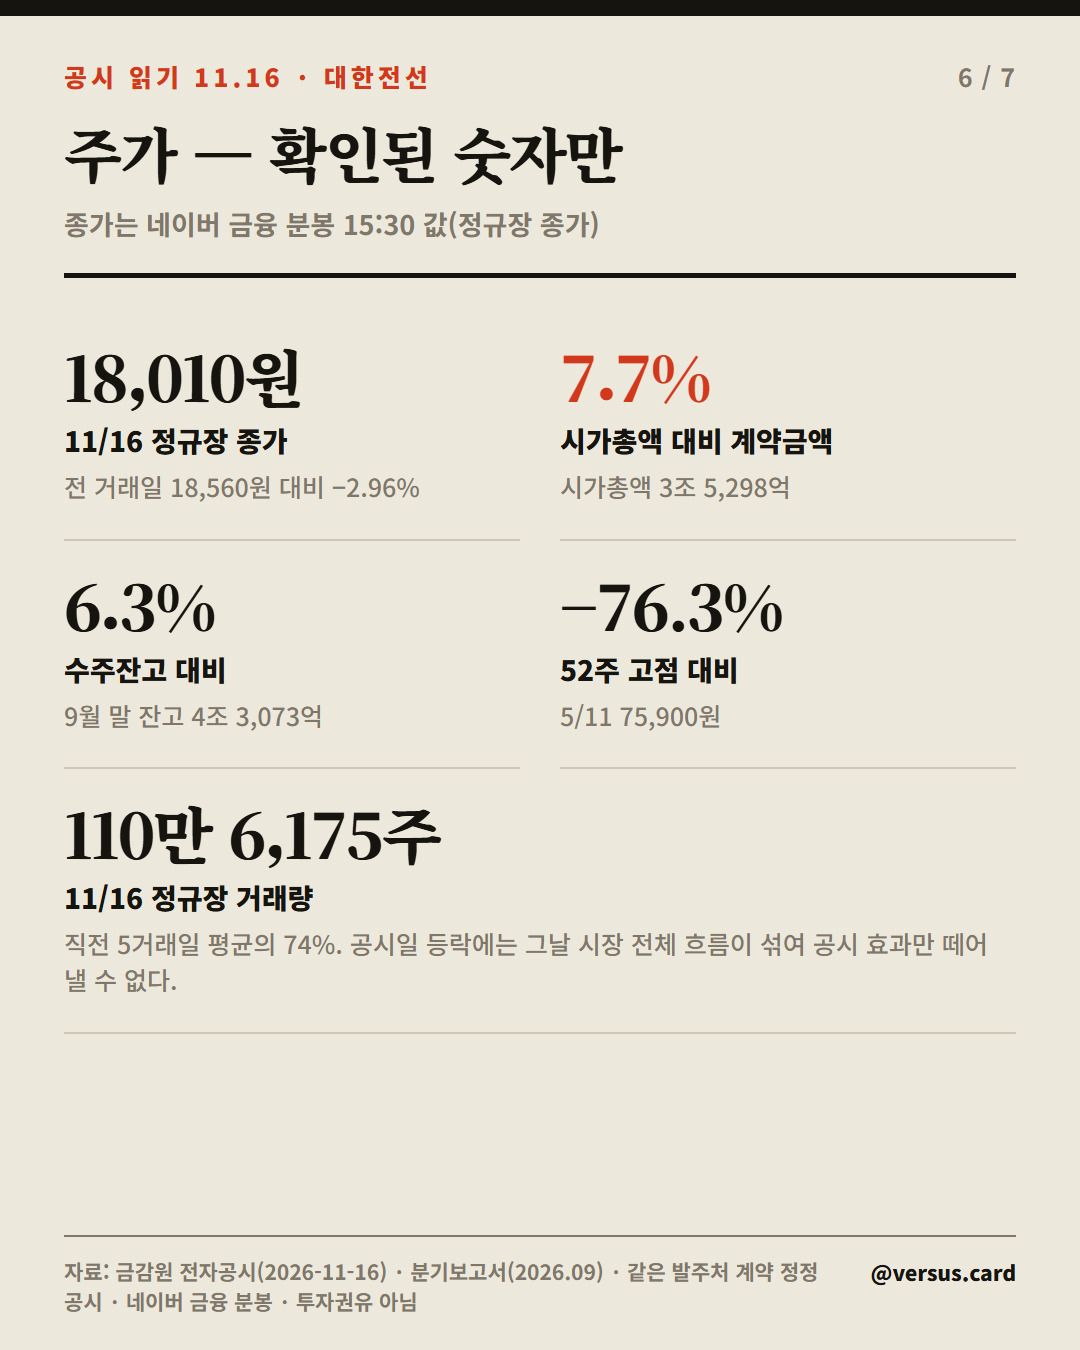 공시 읽기 11.16 · 대한전선
6 / 7
주가 — 확인된 숫자만
종가는 네이버 금융 분봉 15:30 값(정규장 종가)
18,010원
11/16 정규장 종가
전 거래일 18,560원 대비 −2.96%
7.7%
시가총액 대비 계약금액
시가총액 3조 5,298억
6.3%
수주잔고 대비
9월 말 잔고 4조 3,073억
−76.3%
52주 고점 대비
5/11 75,900원
110만 6,175주
11/16 정규장 거래량
직전 5거래일 평균의 74%. 공시일 등락에는 그날 시장 전체 흐름이 섞여 공시 효과만 떼어
낼 수 없다.
자료: 금감원 전자공시(2026-11-16) · 분기보고서(2026.09) · 같은 발주처 계약 정정
공시 · 네이버 금융 분봉 · 투자권유 아님
@versus.card